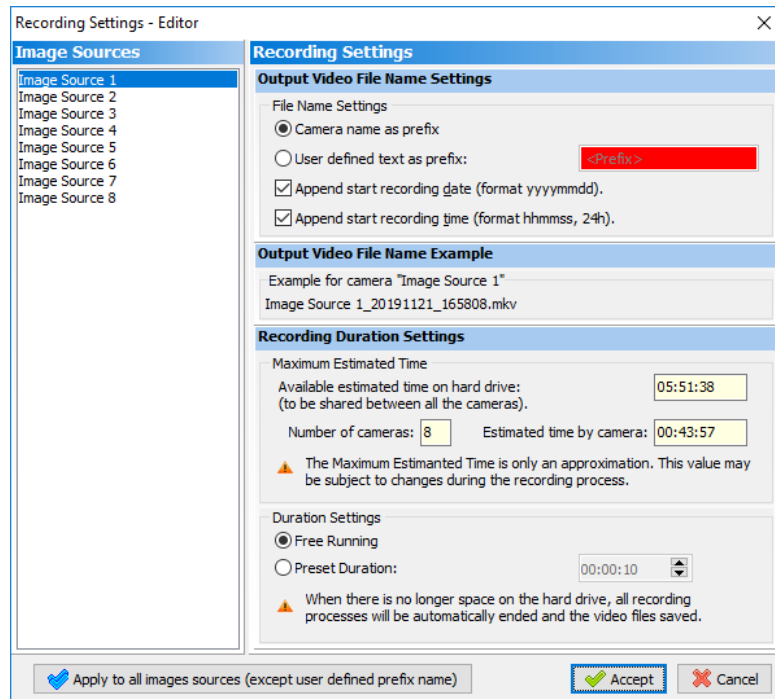 Recording Settings - Editor
Image Sources
Image Source 1
Image Source 2
Image Source 3
Image Source 4
Image Source 5
Image Source 6
Image Source 7
Image Source 8
Recording Settings
Output Video File Name Settings
File Name Settings
Camera name as prefix
User defined text as prefix:
<Prefix>
Append start recording date (format yyyymmdd).
Append start recording time (format hhmmss, 24h).
Output Video File Name Example
Example for camera "Image Source 1"
Image Source 1_20191121_165808.mkv
Recording Duration Settings
Maximum Estimated Time
Available estimated time on hard drive:
(to be shared between all the cameras).
05:51:38
Number of cameras: 8
Estimated time by camera: 00:43:57
The Maximum Estimanted Time is only an approximation. This value may
be subject to changes during the recording process.
Duration Settings
Free Running
Preset Duration:
00:00:10
When there is no longer space on the hard drive, all recording
processes will be automatically ended and the video files saved.
Apply to all images sources (except user defined prefix name)
Accept
Cancel